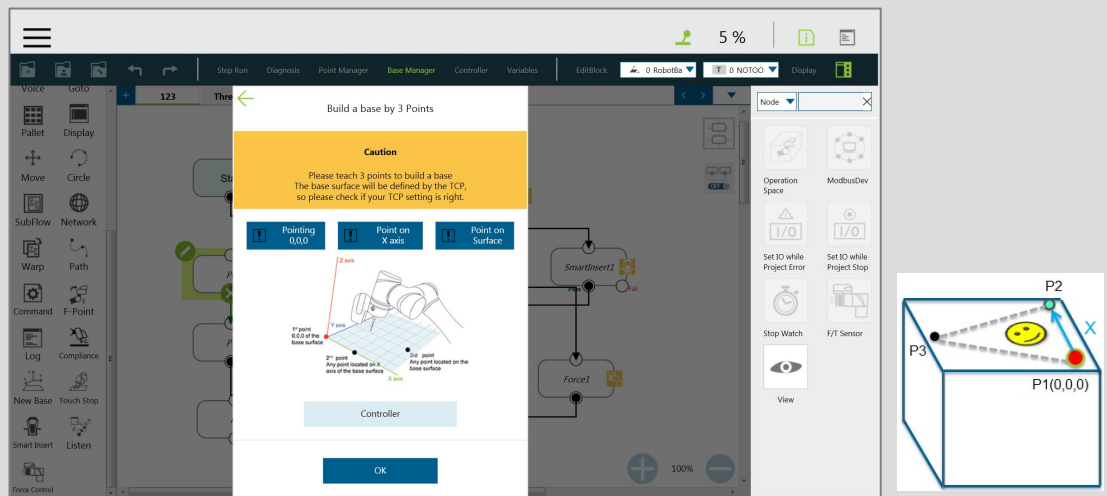 5 %
Step Run Diagnosis Point Manager Base Manager Controller Variables EditBlock 0 RobotBa T 0 NOTOO Display
Voice Goto
+ 123 Thre
Pallet Display
Move Circle
SubFlow Network
Warp Path
Command F-Point
Log Compliance
New Base Touch Stop
Smart Insert Listen
Force Control
Sta
Build a base by 3 Points
Caution
Please teach 3 points to build a base
The base surface will be defined by the TCP,
so please check if your TCP setting is right.
Pointing
0,0,0
Point on
X axis
Point on
Surface
Z axis
Y axis
1st point
0,0,0 of the
base surface
2nd point
Any point located on X
axis of the base surface
3rd point
Any point located on the
base surface
X axis
Controller
OK
OFF
SmartInsert1
Pass
Fail
Force1
100%
Node
Operation
Space
ModbusDev
I/O
I/O
Set IO while
Project Error
Set IO while
Project Stop
Stop Watch
F/T Sensor
View
P2
X
P3
P1(0,0,0)